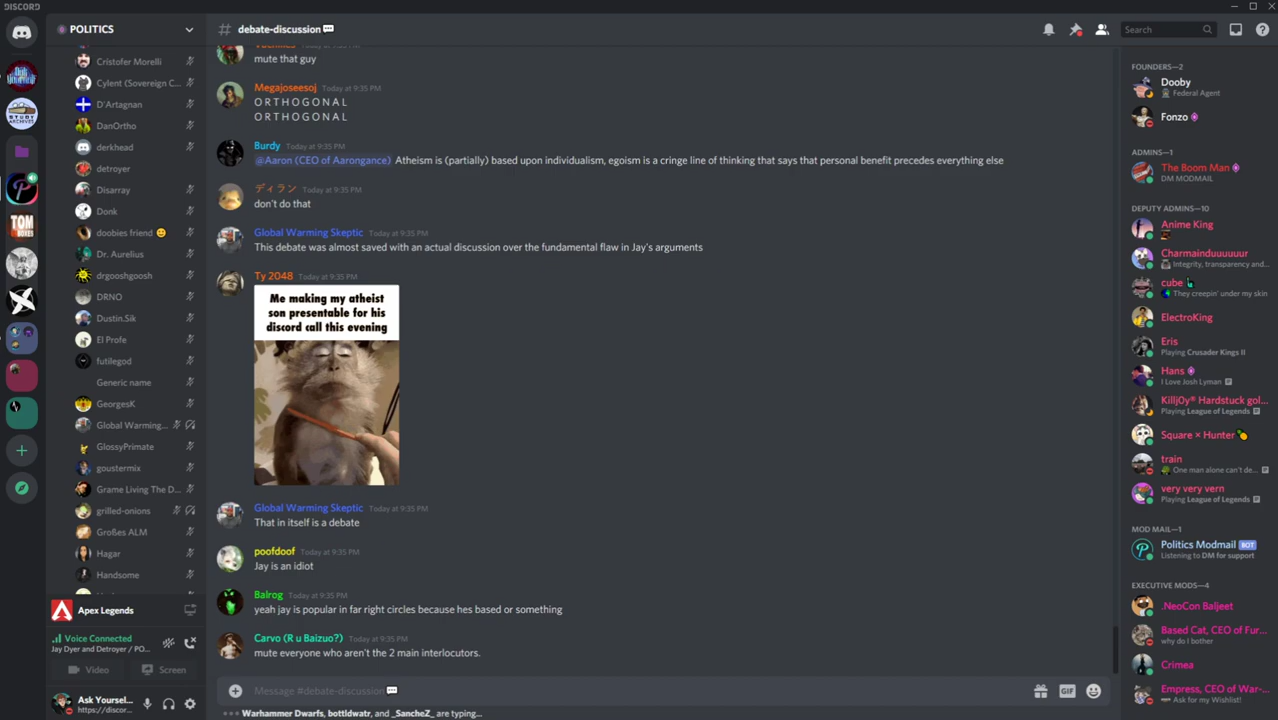 DISCORD
POLITICS
Cristofer Morelli
Cylent (Sovereign C...
D'Artagnan
DanOrtho
derkhead
detroyer
Disarray
Donk
doobies friend 🙂
Dr. Aurelius
drgooshgoosh
DRNO
Dustin.Sik
El Profe
futilegod
Generic name
GeorgesK
Global Warming...
GlossyPrimate
goustermix
Grame Living The D...
grilled-onions
Großes ALM
Hagar
Handsome
Apex Legends
Voice Connected
Jay Dyer and Detroyer / PO...
Video
Screen
Ask Yoursel...
https://discor...
# debate-discussion 💬
Search
mute that guy
Megajoeseesoj Today at 9:35 PM
O R T H O G O N A L
O R T H O G O N A L
Burdy Today at 9:35 PM
@Aaron (CEO of Aarongance) Atheism is (partially) based upon individualism, egoism is a cringe line of thinking that says that personal benefit precedes everything else
ディラン Today at 9:35 PM
don't do that
Global Warming Skeptic Today at 9:35 PM
This debate was almost saved with an actual discussion over the fundamental flaw in Jay's arguments
Ty 2048 Today at 9:35 PM
Me making my atheist
son presentable for his
discord call this evening
Global Warming Skeptic Today at 9:35 PM
That in itself is a debate
poofdoof Today at 9:35 PM
Jay is an idiot
Balrog Today at 9:35 PM
yeah jay is popular in far right circles because hes based or something
Carvo (R u Baizuo?) Today at 9:35 PM
mute everyone who aren't the 2 main interlocutors.
Message #debate-discussion 💬
GIF
Warhammer Dwarfs, bottldwatr, and _SancheZ_ are typing...
FOUNDERS—2
Dooby
Federal Agent
Fonzo
ADMINS—1
The Boom Man
DM MODMAIL
DEPUTY ADMINS—10
Anime King
Charmainduuuuuur
Integrity, transparency and...
cube
They creepin' under my skin
ElectroKing
Eris
Playing Crusader Kings II
Hans
I Love Josh Lyman
Killj0y® Hardstuck gol...
Playing League of Legends
Square × Hunter 🍍
train
One man alone can't de...
very very vern
Playing League of Legends
MOD MAIL—1
Politics Modmail BOT
Listening to DM for support
EXECUTIVE MODS—4
.NeoCon Baljeet
Based Cat, CEO of Fur...
why do I bother
Crimea
Empress, CEO of War-...
Ask for my Wishlist!